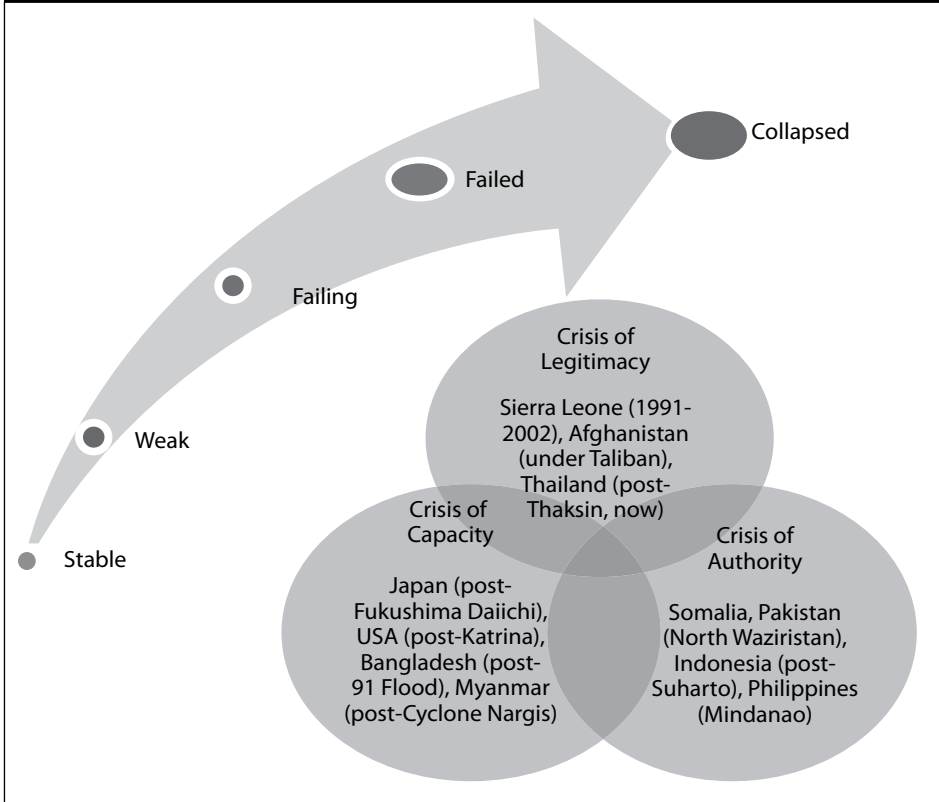 Collapsed
Failed
Failing
Weak
Stable
Crisis of
Legitimacy
Sierra Leone (1991-
2002), Afghanistan
(under Taliban),
Thailand (post-
Thaksin, now)
Crisis of
Capacity
Japan (post-
Fukushima Daiichi),
USA (post-Katrina),
Bangladesh (post-
91 Flood), Myanmar
(post-Cyclone Nargis)
Crisis of
Authority
Somalia, Pakistan
(North Waziristan),
Indonesia (post-
Suharto), Philippines
(Mindanao)